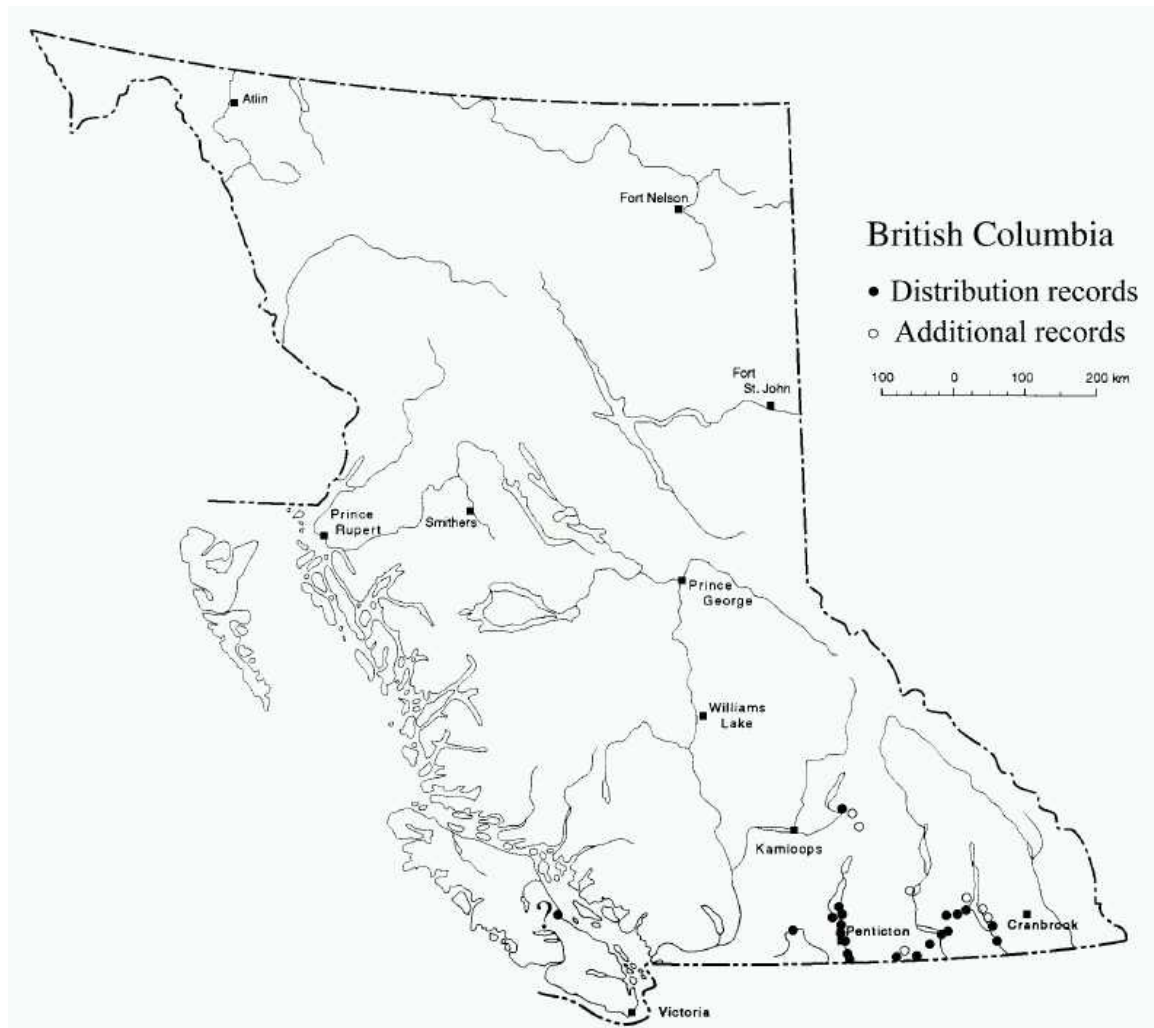 Atlin
Fort Nelson
British Columbia
Distribution records
Additional records
100 0 100 200 km
Fort
St. John
Prince
Rupert
Smithers
Prince
George
Williams
Lake
Kamloops
?
Penticton
Cranbrook
Victoria